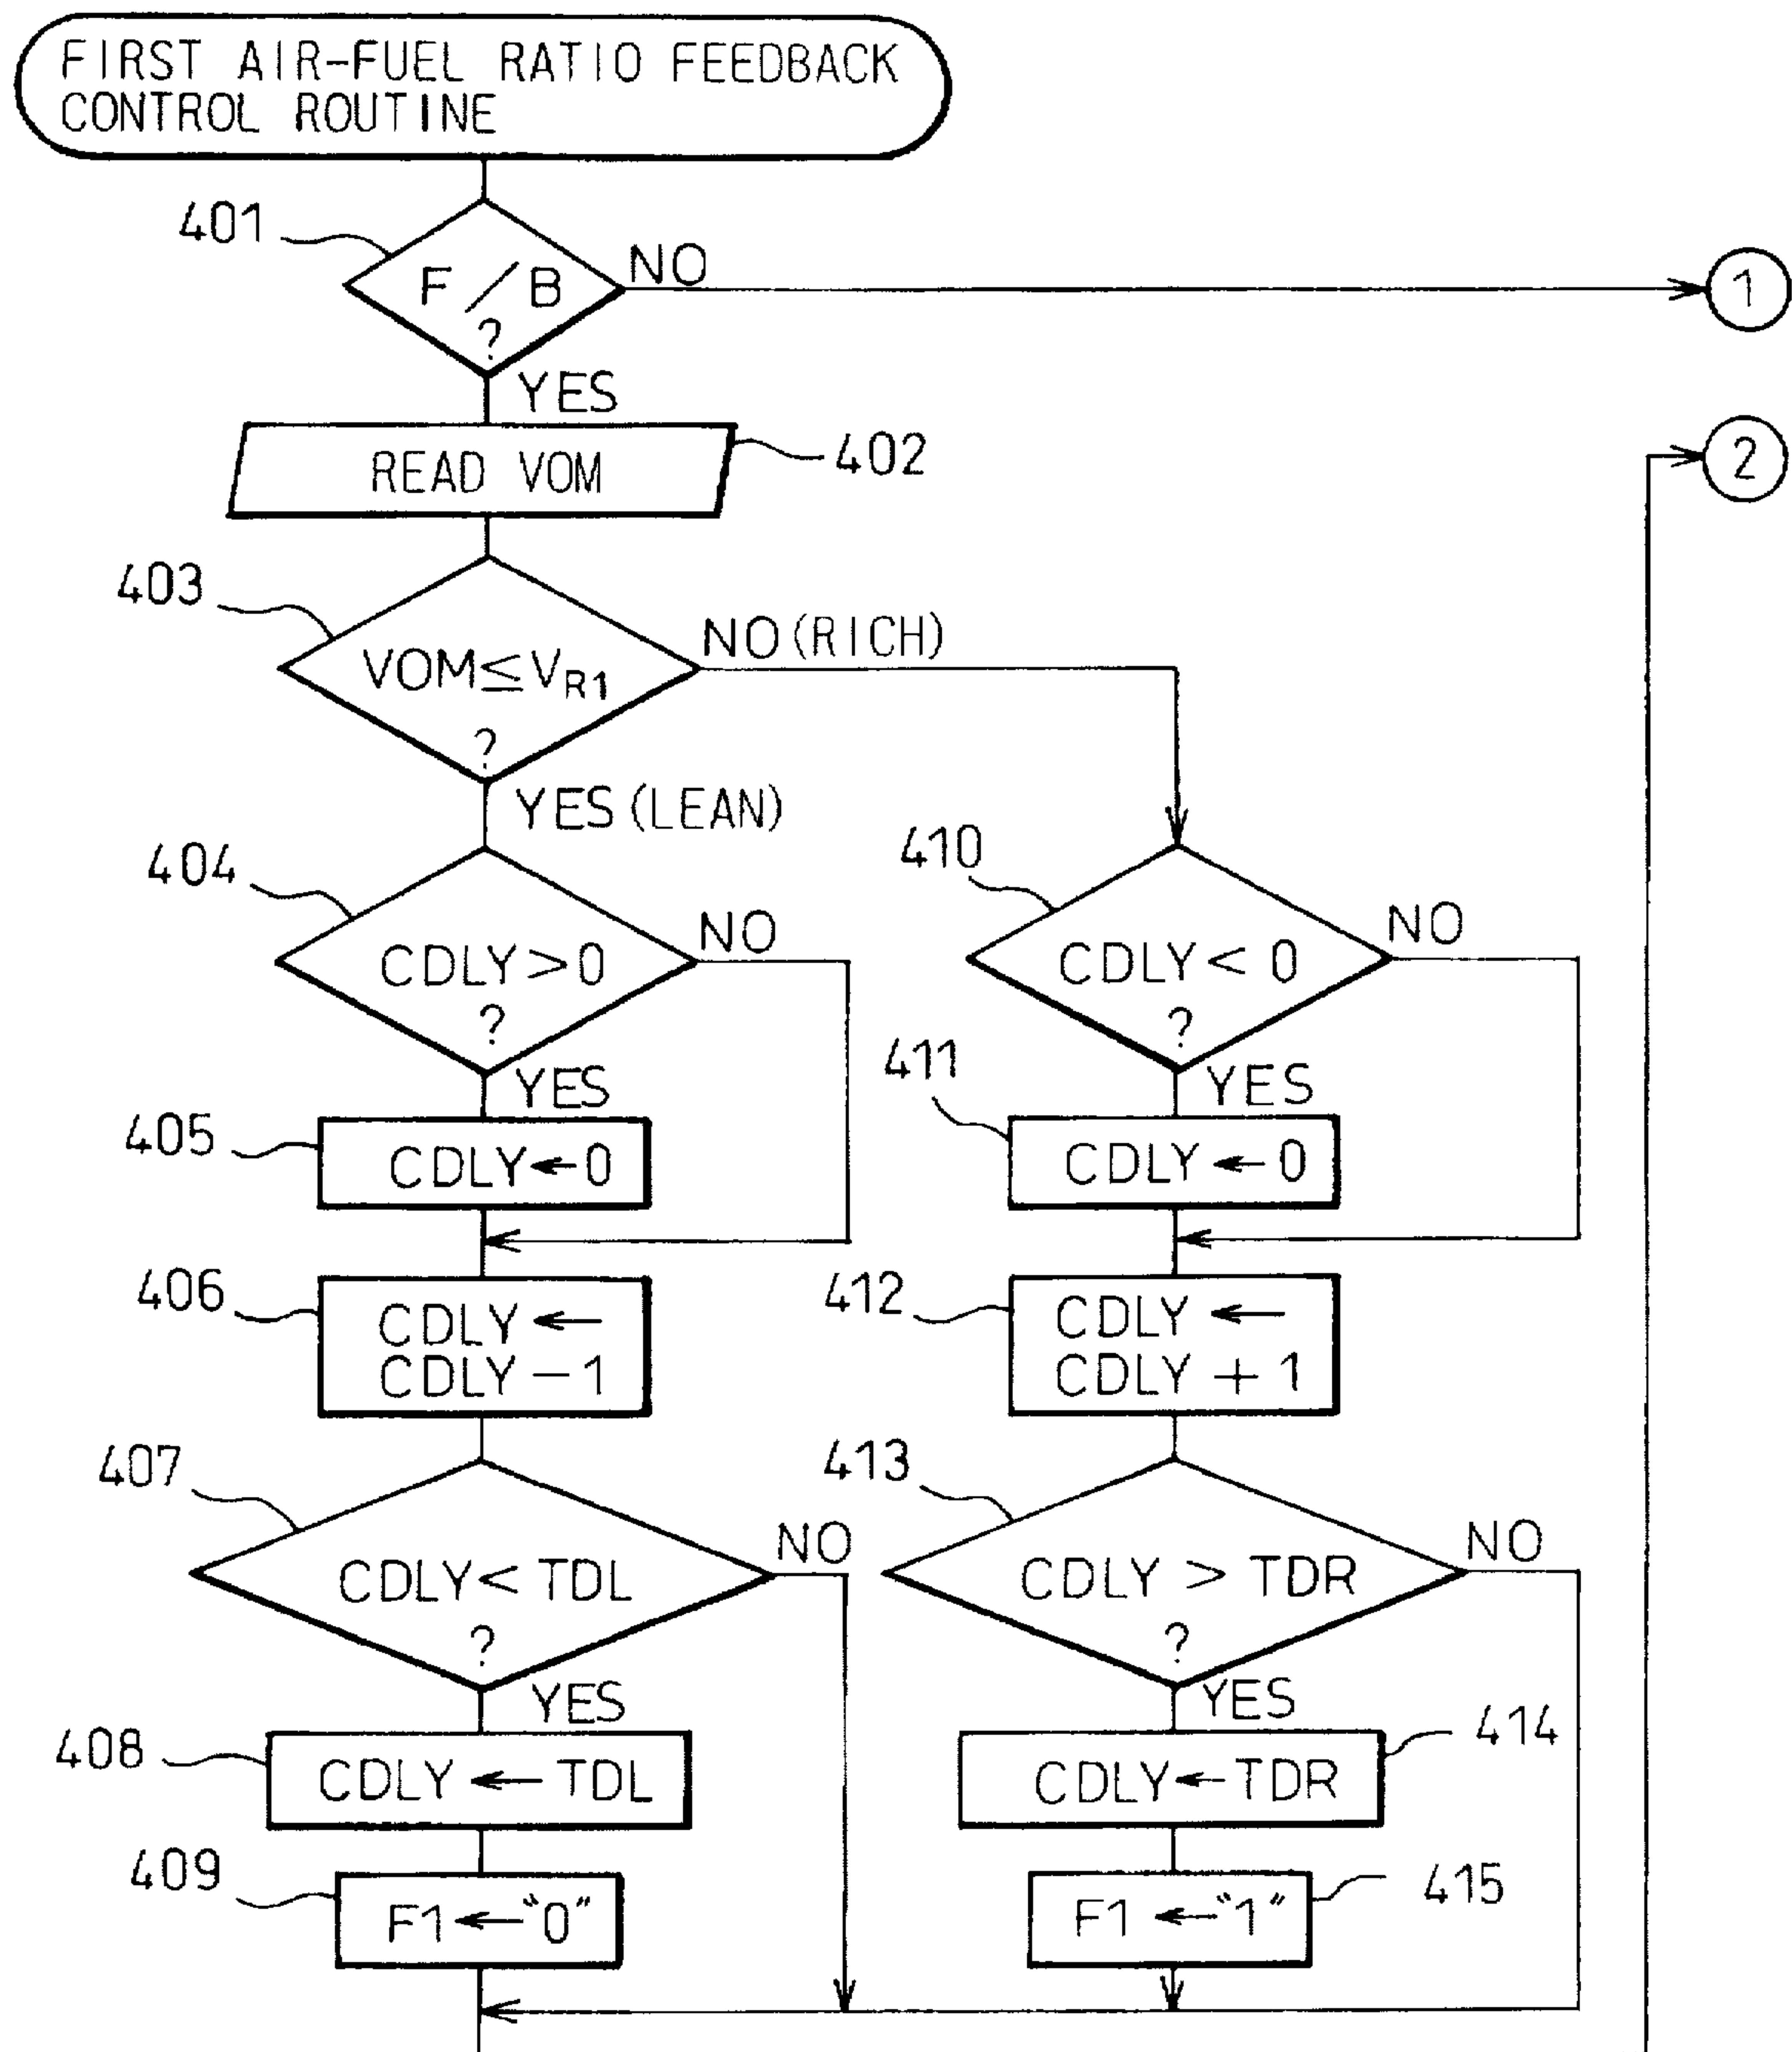 FIRST AIR-FUEL RATIO FEEDBACK
CONTROL ROUTINE
401
F/B
?
NO
1
YES
READ VOM
402
2
403
VOM≦VR1
?
NO (RICH)
YES (LEAN)
404
CDLY>0
?
NO
YES
405
CDLY←0
406
CDLY←
CDLY-1
407
CDLY<TDL
?
NO
YES
408
CDLY←TDL
409
F1←"0"
410
CDLY<0
?
NO
YES
411
CDLY←0
412
CDLY←
CDLY+1
413
CDLY>TDR
?
NO
YES
414
CDLY←TDR
415
F1←"1"